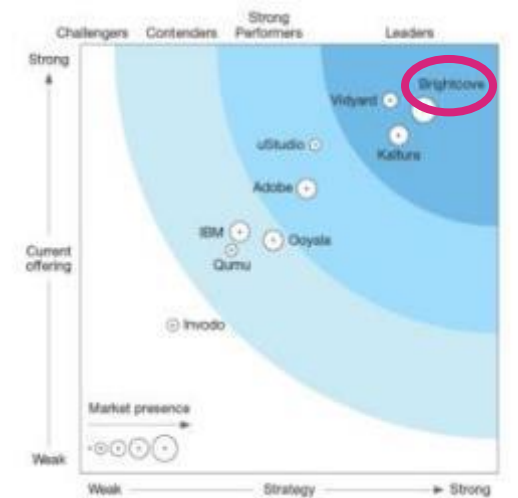 Challengers Contenders Strong Performers Leaders
Strong
Brightcove
Vidyard
Kaltura
uStudio
Adobe
IBM
Ooyala
Qumu
Current offering
Invodo
Market presence
Weak
Weak Strategy Strong